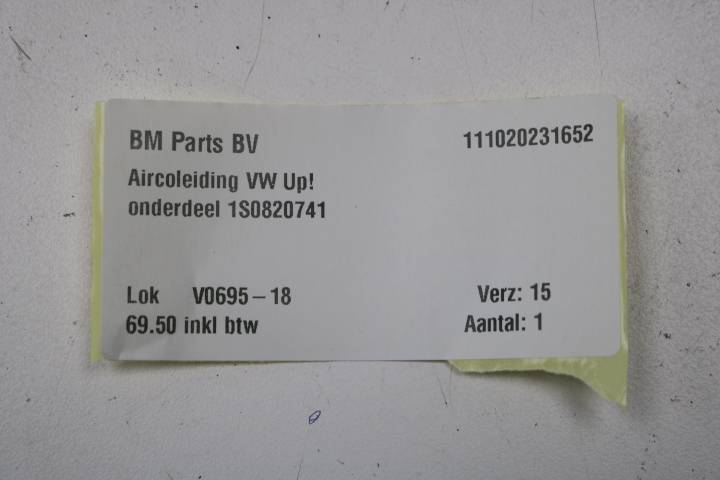 BM Parts BV 111020231652
Aircoleiding VW Up!
onderdeel 1S0820741
Lok V0695-18 Verz: 15
69.50 inkl btw Aantal: 1